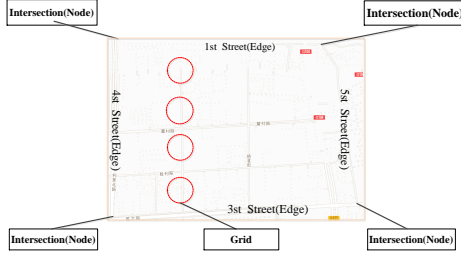 Intersection(Node)
Intersection(Node)
1st Street(Edge)
4st Street(Edge)
5st Street(Edge)
3st Street(Edge)
Intersection(Node)
Grid
Intersection(Node)